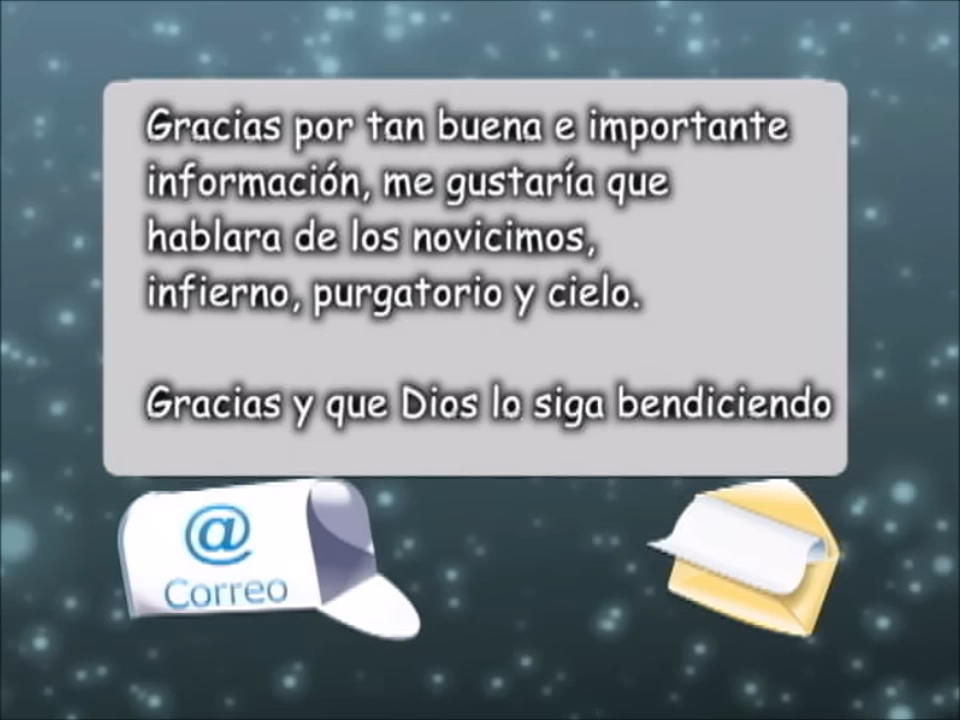 Gracias por tan buena e importante
información, me gustaría que
hablara de los novicimos,
infierno, purgatorio y cielo.
Gracias y que Dios lo siga bendiciendo
@
Correo